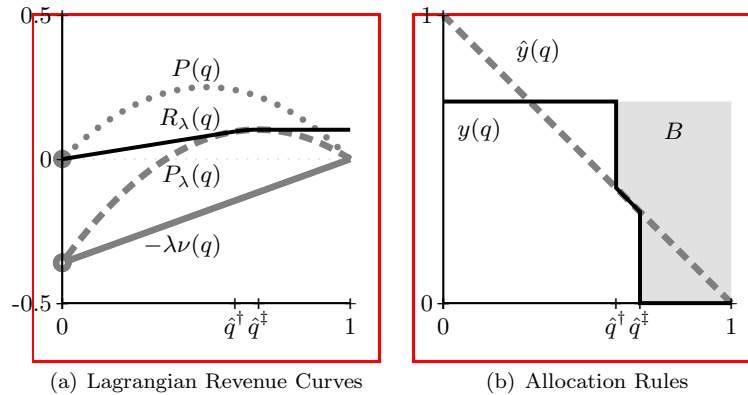 0.5
P(q)
R_λ(q)
0
P_λ(q)
−λν(q)
-0.5
0 q̂† q̂‡ 1
(a) Lagrangian Revenue Curves
1
ŷ(q)
y(q) B
0
0 q̂† q̂‡ 1
(b) Allocation Rules